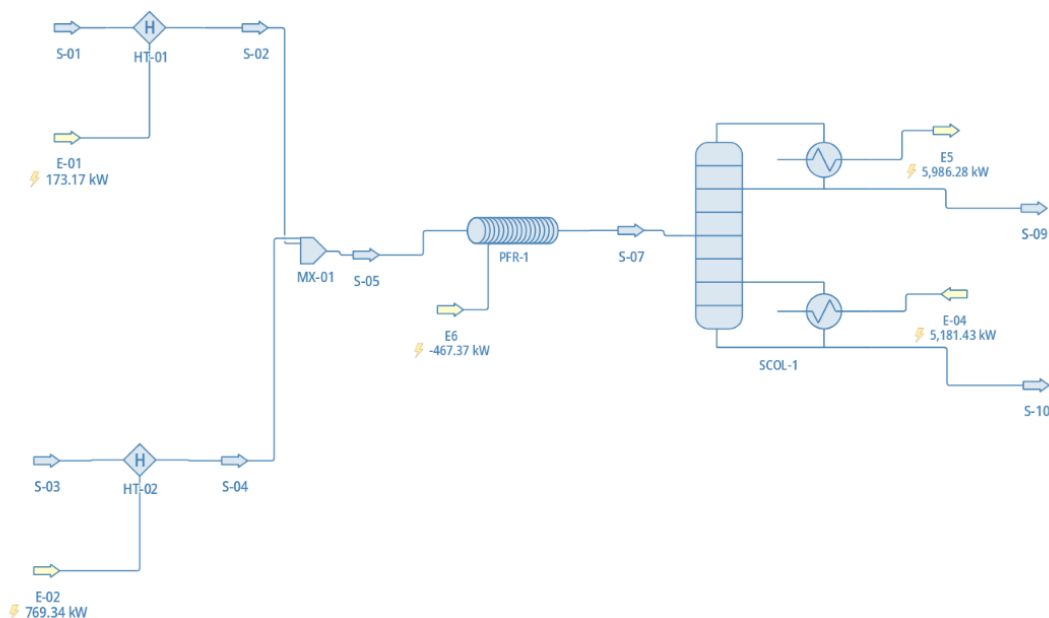 H
S-01
HT-01
S-02
E-01
173.17 kW
E5
5,986.28 kW
S-09
MX-01
S-05
PFR-1
S-07
E6
-467.37 kW
E-04
5,181.43 kW
SCOL-1
S-10
H
S-03
HT-02
S-04
E-02
769.34 kW